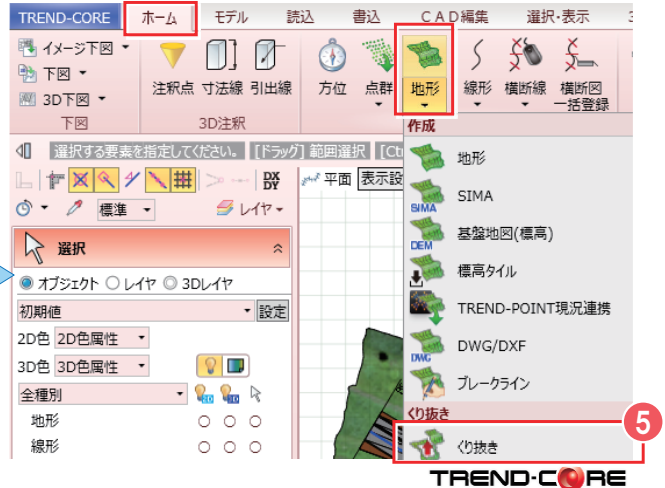 TREND-CORE ホーム モデル 読込 書込 CAD編集 選択・表示
イメージ下図
下図
3D下図
下図
注釈点 寸法線 引出線
3D注釈
方位 点群 地形 線形 横断線 横断図一括登録
選択する要素を指定してください。 [ドラッグ] 範囲選択
DX
DY
標準 レイヤ
平面 表示設
選択
オブジェクト レイヤ 3Dレイヤ
初期値 設定
2D色 2D色属性
3D色 3D色属性
全種別
地形
線形
作成
地形
SIMA SIMA
DEM 基盤地図(標高)
標高タイル
TREND-POINT現況連携
DWG DWG/DXF
ブレークライン
くり抜き
くり抜き
5
TREND-CORE